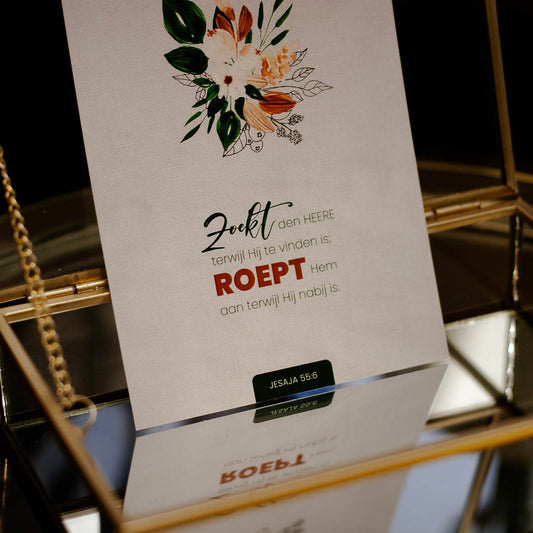 Zoekt den HEERE
terwijl Hij te vinden is;
ROEPT Hem
aan terwijl Hij nabij is.
JESAJA 55:6